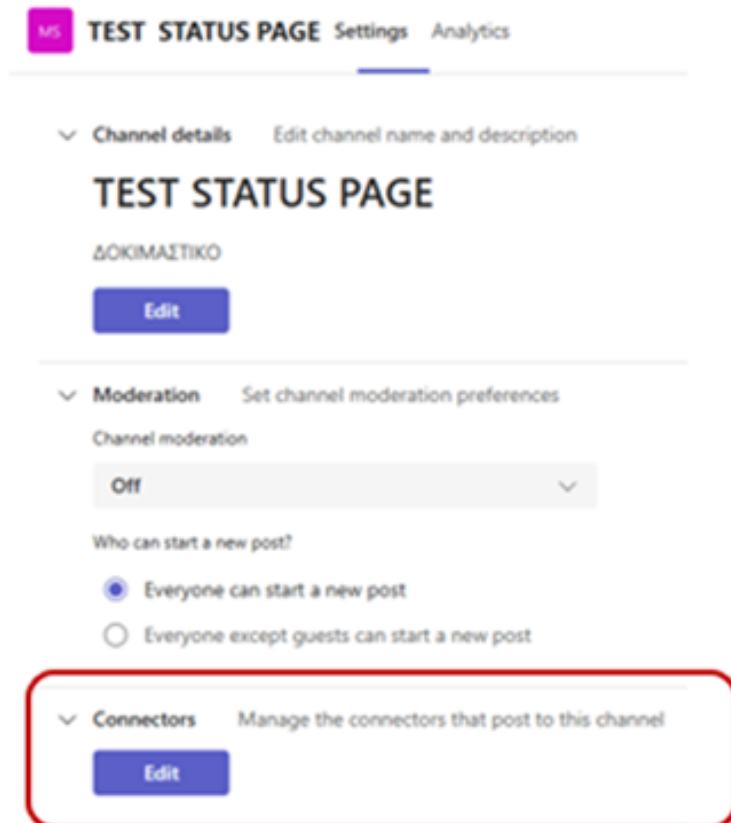 MS TEST STATUS PAGE Settings Analytics
Channel details Edit channel name and description
TEST STATUS PAGE
ΔΟΚΙΜΑΣΤΙΚΟ
Edit
Moderation Set channel moderation preferences
Channel moderation
Off
Who can start a new post?
Everyone can start a new post
Everyone except guests can start a new post
Connectors Manage the connectors that post to this channel
Edit